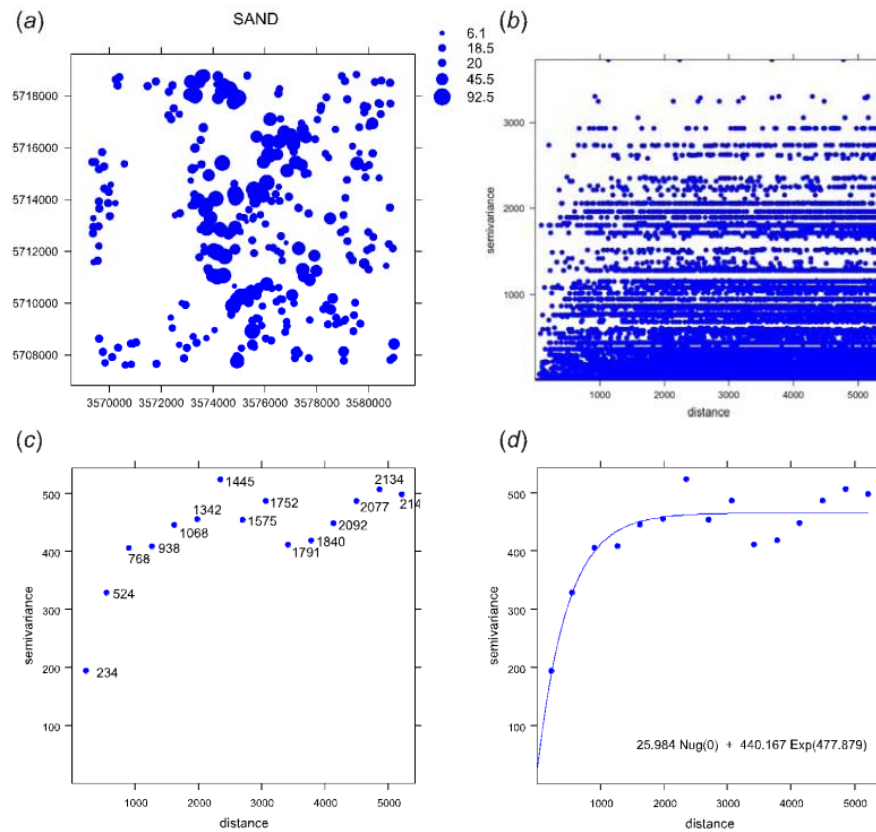 (a) SAND
6.1
18.5
20
45.5
92.5
5718000
5716000
5714000
5712000
5710000
5708000
3570000 3572000 3574000 3576000 3578000 3580000
(b)
3000
2000
1000
semivariance
1000 2000 3000 4000 5000
distance
(c)
500
400
300
200
100
semivariance
234
524
768
938
1068
1342
1445
1575
1752
1791
1840
2092
2077
2134
214
1000 2000 3000 4000 5000
distance
(d)
500
400
300
200
100
semivariance
25.984 Nug(0) + 440.167 Exp(477.879)
1000 2000 3000 4000 5000
distance